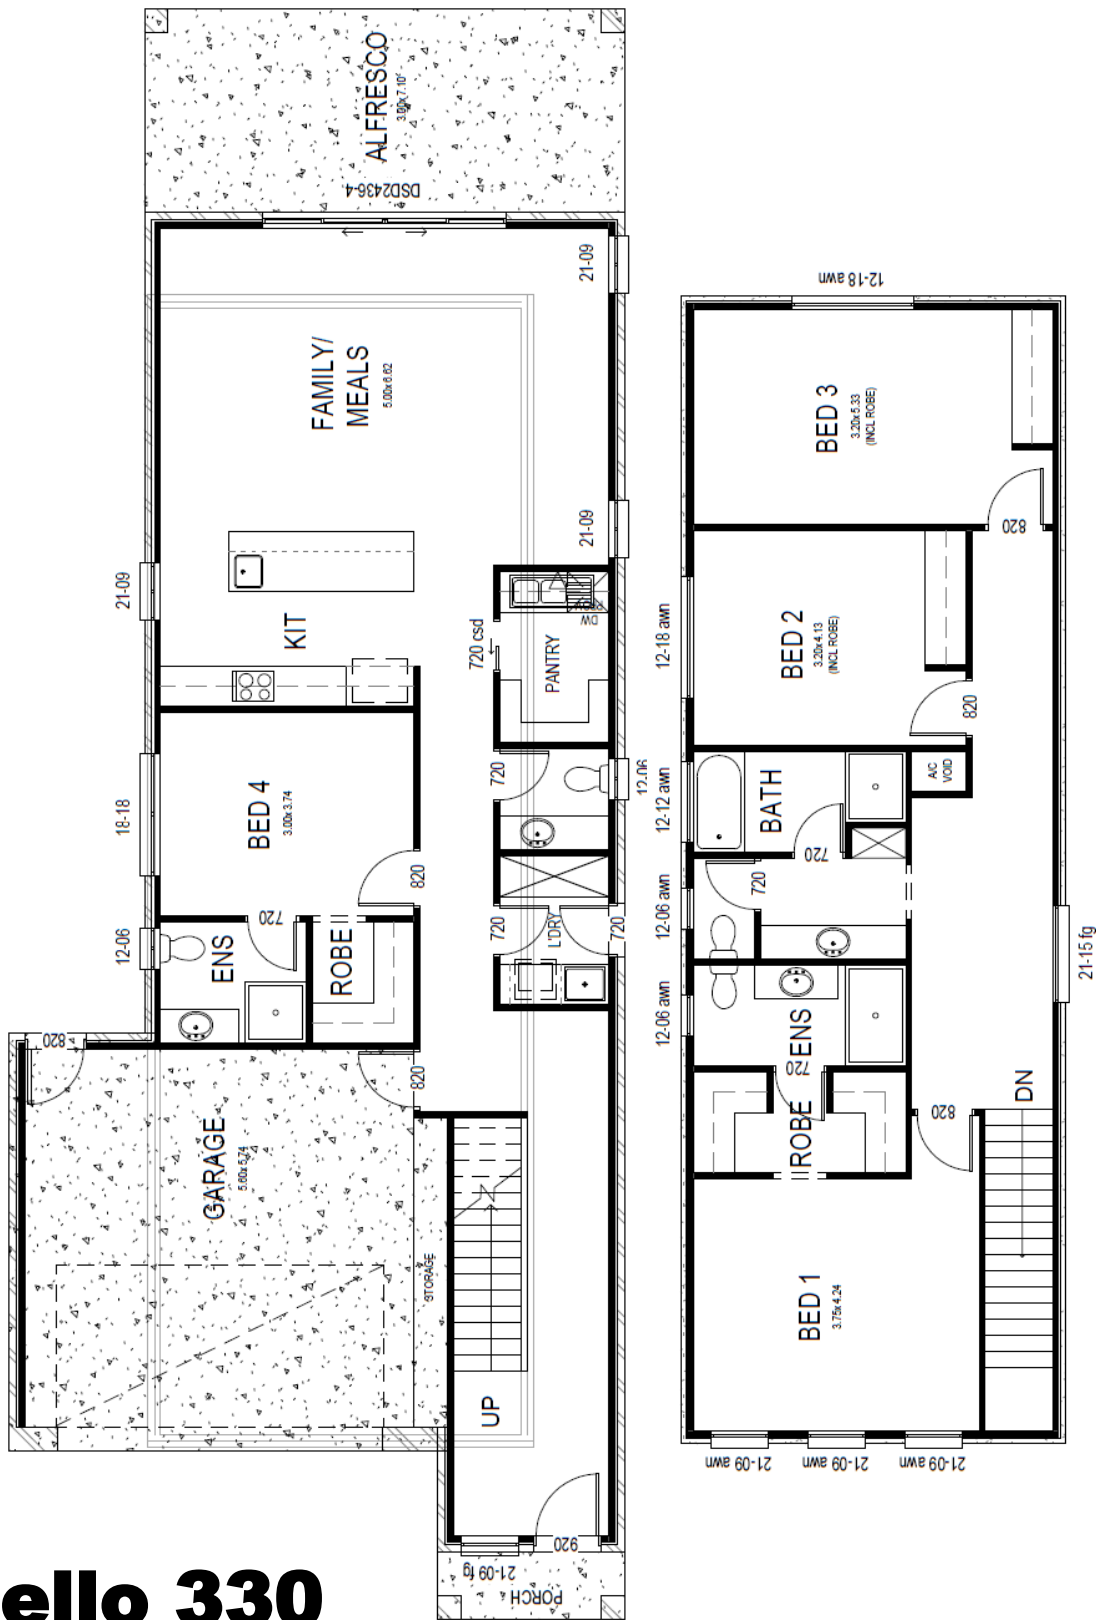 ALFRESCO
3.00x7.10
DSD2436-4
21-09
FAMILY/
MEALS
5.00x6.62
21-09
21-09
KIT
720 csd
DW
PANTRY
18-18
BED 4
3.00x3.74
720
12-06
820
12-06
720
ENS
ROBE
720
L'DRY
720
820
820
GARAGE
5.60x5.74
STORAGE
UP
21-09 fg
920
PORCH
12-18 awn
BED 3
3.20x5.33
(INCL ROBE)
820
12-18 awn
BED 2
3.20x4.13
(INCL ROBE)
820
12-12 awn
BATH
A/C
VOID
720
12-06 awn
720
21-15 fg
12-06 awn
ENS
720
ROBE
820
DN
BED 1
3.75x4.24
21-09 awn
21-09 awn
21-09 awn
ello 330